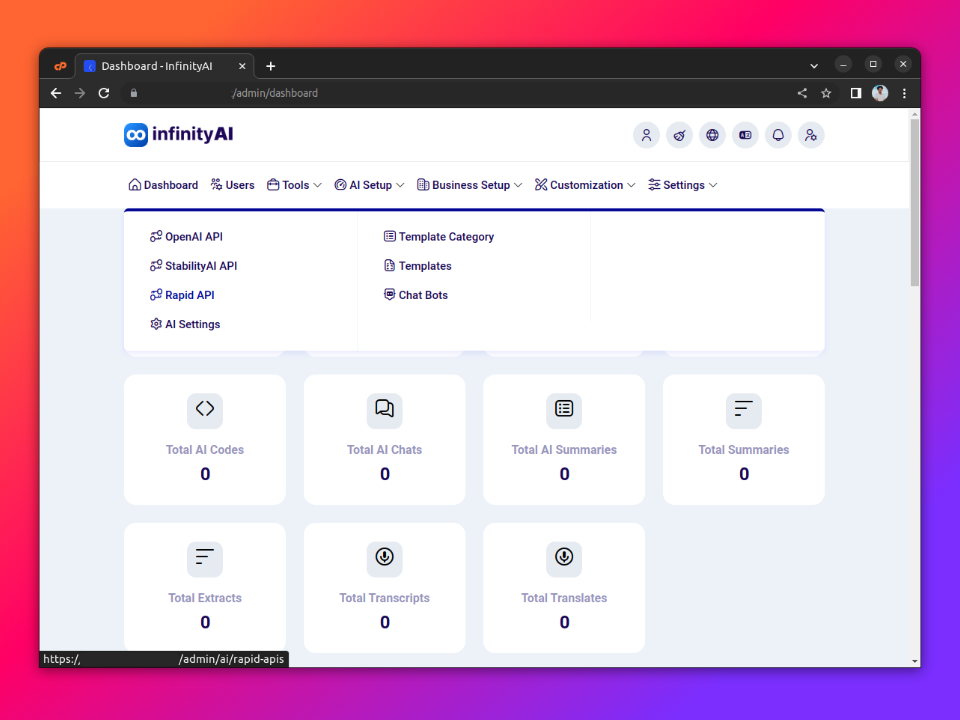 Dashboard - InfinityAI
/admin/dashboard
infinityAI
Dashboard Users Tools AI Setup Business Setup Customization Settings
OpenAI API
StabilityAI API
Rapid API
AI Settings
Template Category
Templates
Chat Bots
Total AI Codes
0
Total AI Chats
0
Total AI Summaries
0
Total Summaries
0
Total Extracts
0
Total Transcripts
0
Total Translates
0
https:/, /admin/ai/rapid-apis